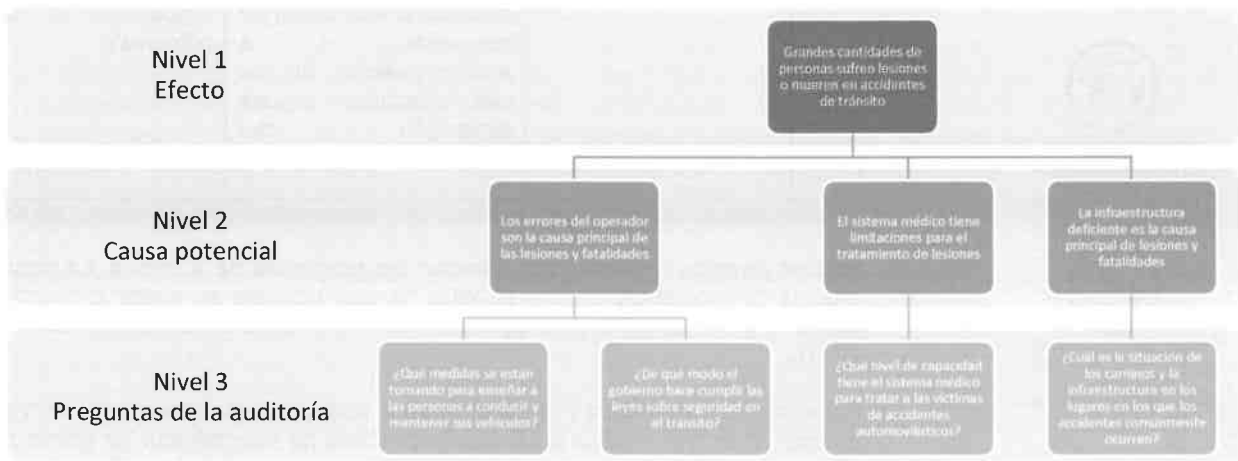 Nivel 1
Efecto
Grandes cantidades de
personas sufren lesiones
o mueren en accidentes
de tránsito
Nivel 2
Causa potencial
Los errores del operador
son la causa principal de
las lesiones y fatalidades
El sistema médico tiene
limitaciones para el
tratamiento de lesiones
La infraestructura
deficiente es la causa
principal de lesiones y
fatalidades
Nivel 3
Preguntas de la auditoría
¿Qué medidas se están
tomando para enseñar a
las personas a conducir y
mantener sus vehículos?
¿De qué modo el
gobierno hace cumplir las
leyes sobre seguridad en
el tránsito?
¿Qué nivel de capacidad
tiene el sistema médico
para tratar a las víctimas
de accidentes
automovilísticos?
¿Cuál es la situación de
los caminos y la
infraestructura en los
lugares en los que los
accidentes comúnmente
ocurren?